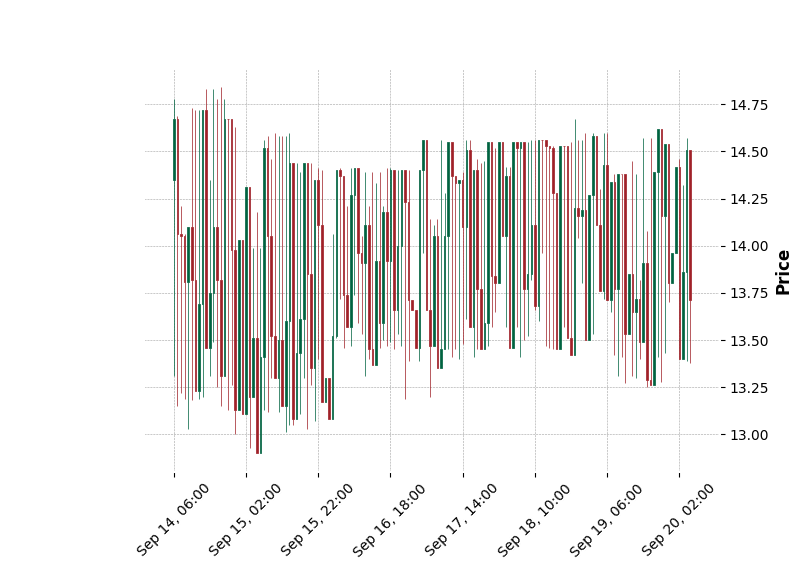 14.75
14.50
14.25
14.00
13.75
13.50
13.25
13.00
Price
Sep 14, 06:00
Sep 15, 02:00
Sep 15, 22:00
Sep 16, 18:00
Sep 17, 14:00
Sep 18, 10:00
Sep 19, 06:00
Sep 20, 02:00